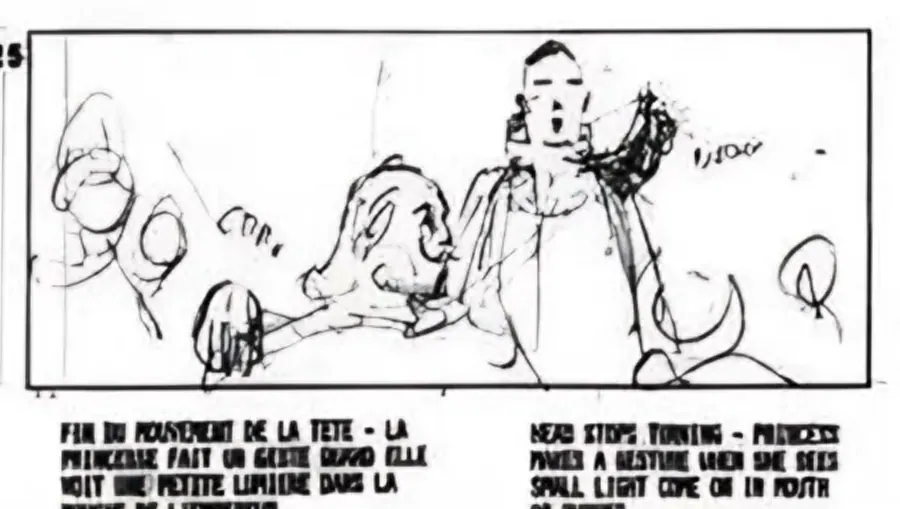 25
FIN DU MOUVEMENT DE LA TETE - LA
PRINCESSE FAIT UN GESTE QUAND ELLE
VOIT UNE PETITE LUMIERE DANS LA
HEAD STOPS TURNING - PRINCESS
MAKES A GESTURE WHEN SHE SEES
SMALL LIGHT COME ON IN MOUTH